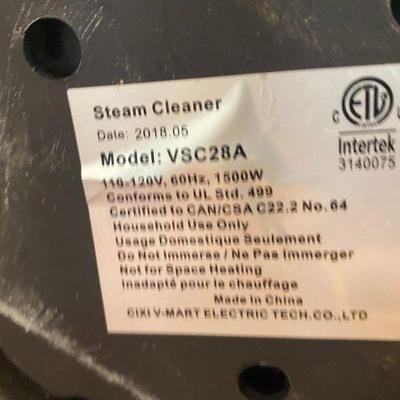 Steam Cleaner
Date: 2018.05
Model: VSC28A
110-120V, 60Hz, 1500W
Conforms to UL Std, 499
Certified to CAN/CSA C22.2 No. 64
Household Use Only
Usage Domestique Seulement
Do Not Immerse / Ne Pas Immerger
Not for Space Heating
Inadapté pour le chauffage
Made in China
CIXI V-MART ELECTRIC TECH.CO.,LTD
C ETL U
Intertek
3140075